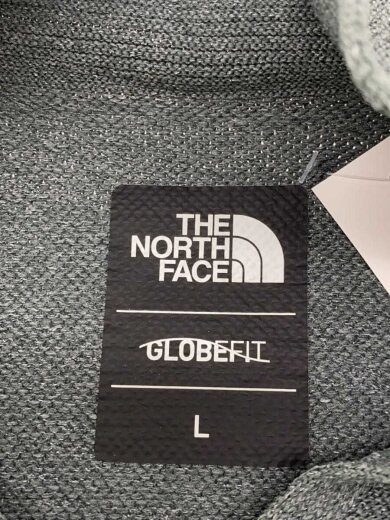 THE
NORTH
FACE
GLOBEFIT
L